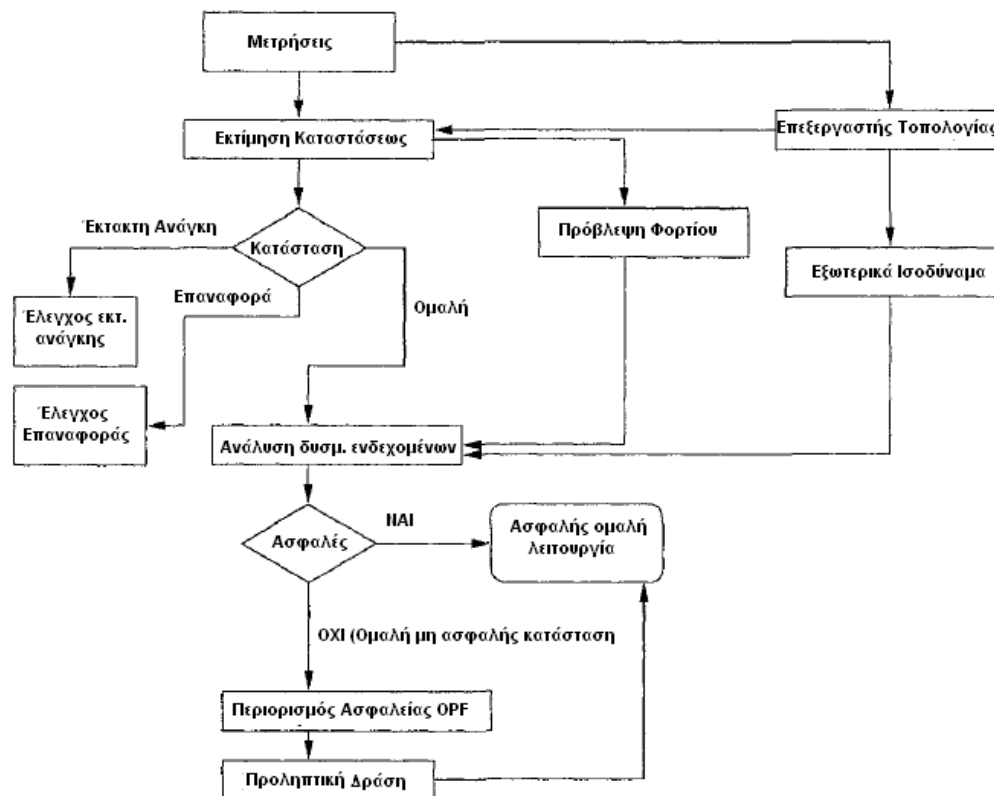 Μετρήσεις
Εκτίμηση Καταστάσεως
Επεξεργαστής Τοπολογίας
Έκτακτη Ανάγκη
Κατάσταση
Πρόβλεψη Φορτίου
Εξωτερικά Ισοδύναμα
Επαναφορά
Ομαλή
Έλεγχος εκτ.
ανάγκης
Έλεγχος
Επαναφοράς
Ανάλυση δυσμ. ενδεχομένων
Ασφαλές
ΝΑΙ
Ασφαλής ομαλή
λειτουργία
ΟΧΙ (Ομαλή μη ασφαλής κατάσταση
Περιορισμός Ασφαλείας OPF
Προληπτική Δράση